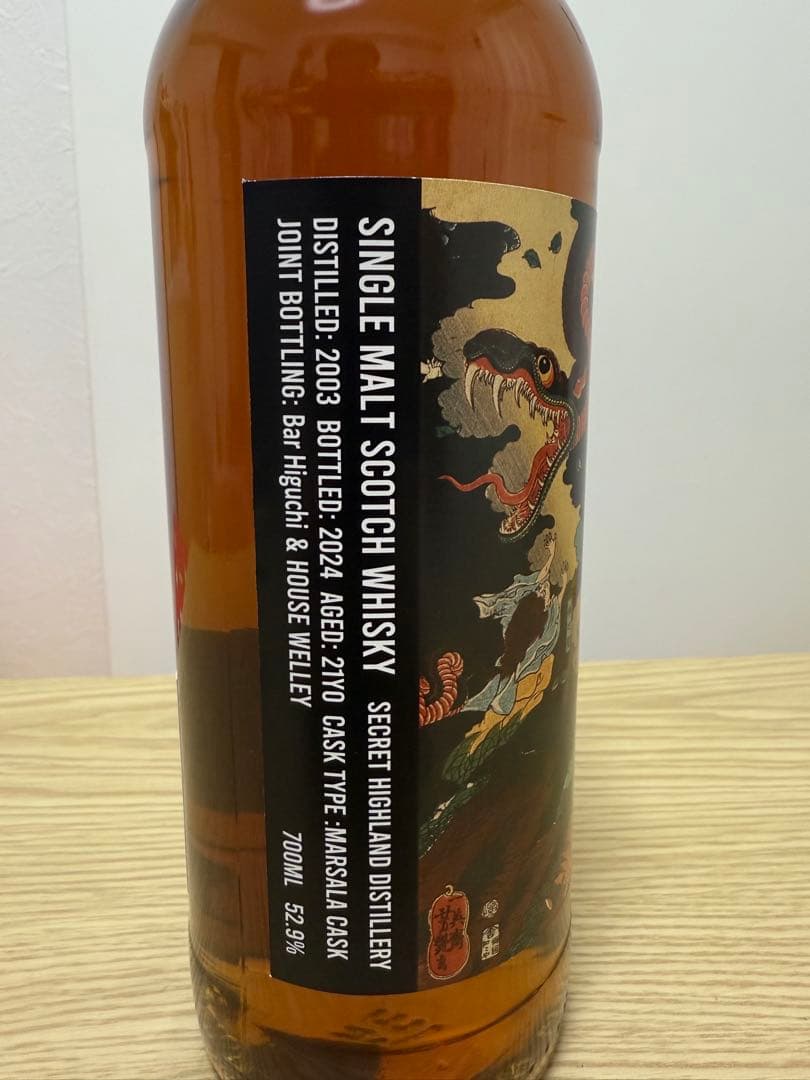 SINGLE MALT SCOTCH WHISKY SECRET HIGHLAND DISTILLERY
DISTILLED: 2003 BOTTLED: 2024 AGED: 21YO CASK TYPE :MARSALA CASK
JOINT BOTTLING: Bar Higuchi & HOUSE WELLEY 700ML 52.9%